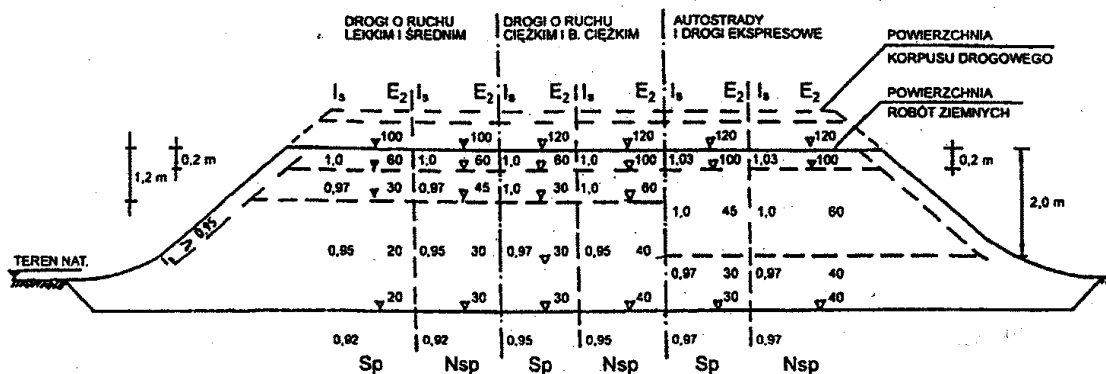 DROGI O RUCHU
LEKKIM I ŚREDNIM
DROGI O RUCHU
CIĘŻKIM I B. CIĘŻKIM
AUTOSTRADY
I DROGI EKSPRESOWE
POWIERZCHNIA
KORPUSU DROGOWEGO
POWIERZCHNIA
ROBÓT ZIEMNYCH
Is E2 Is E2 Is E2 Is E2 Is E2 Is E2
100 100 120 120 120 120
0,2 m 1,0 60 1,0 60 1,0 60 1,0 100 1,03 100 1,03 100 0,2 m
1,2 m 0,97 30 0,97 45 1,0 30 1,0 60
1,0 45 1,0 60 2,0 m
Is ≥ 0,95
0,95 20 0,95 30 0,97 30 0,95 40
TEREN NAT.
0,97 30 0,97 40
20 30 30 40 30 40
0,92 0,92 0,95 0,95 0,97 0,97
Sp Nsp Sp Nsp Sp Nsp